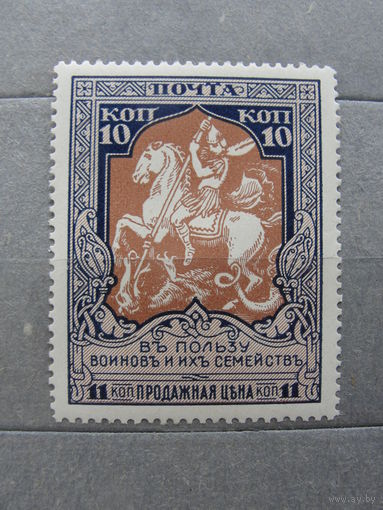 ПОЧТА
КОП КОП
10 10
ВЪ ПОЛЬЗУ
ВОИНОВЪ И ИХЪ СЕМЕЙСТВЪ
11 КОП ПРОДАЖНАЯ ЦѢНА КОП 11
www.ay.by